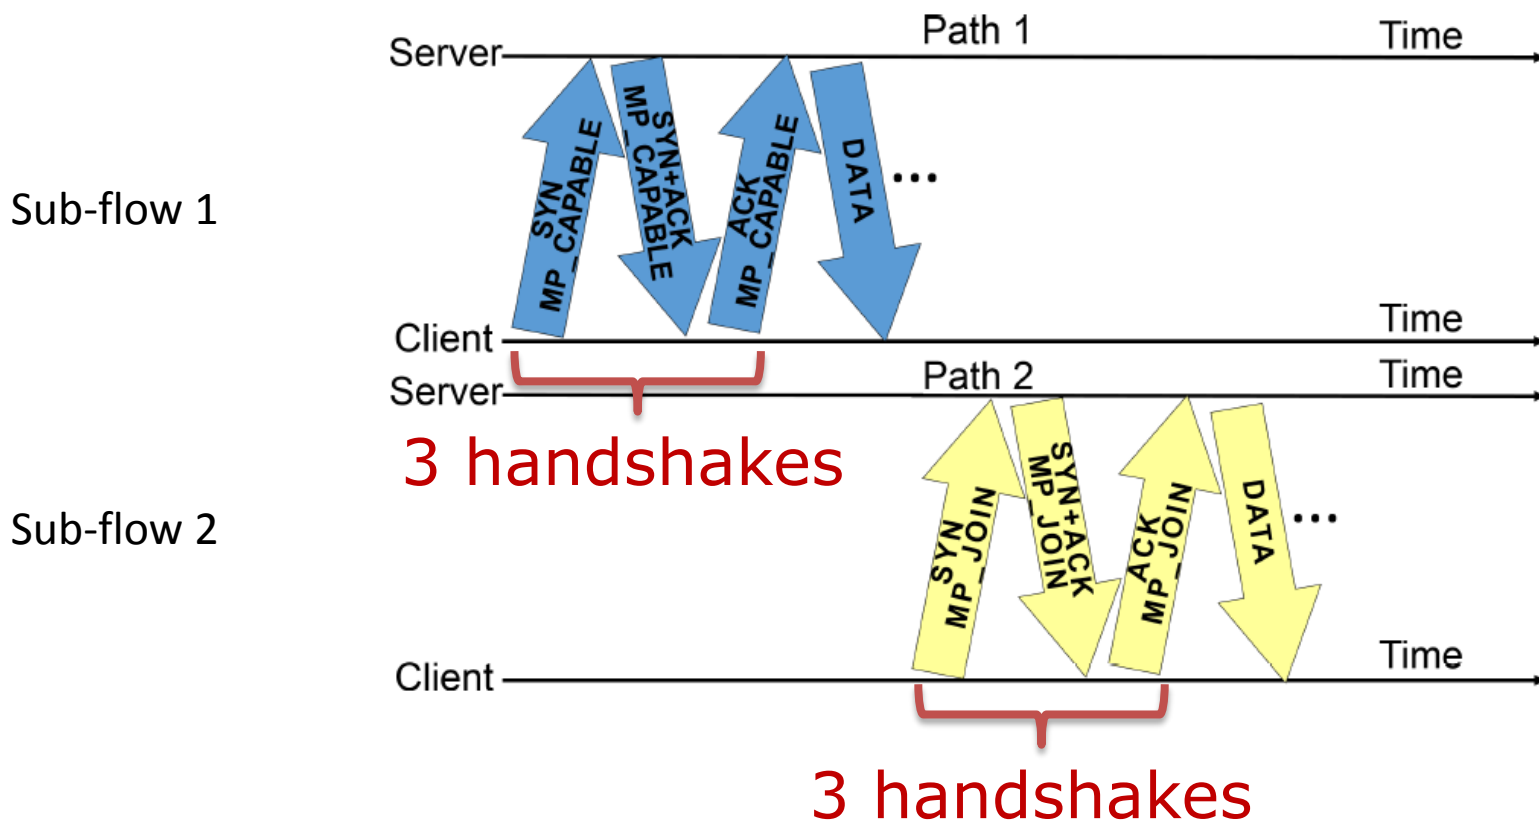 Path 1
Server
Time
SYN
MP_CAPABLE
SYN+ACK
MP_CAPABLE
ACK
MP_CAPABLE
DATA
...
Sub-flow 1
Client
Time
Path 2
Server
Time
3 handshakes
SYN
MP_JOIN
SYN+ACK
MP_JOIN
ACK
MP_JOIN
DATA
...
Sub-flow 2
Client
Time
3 handshakes